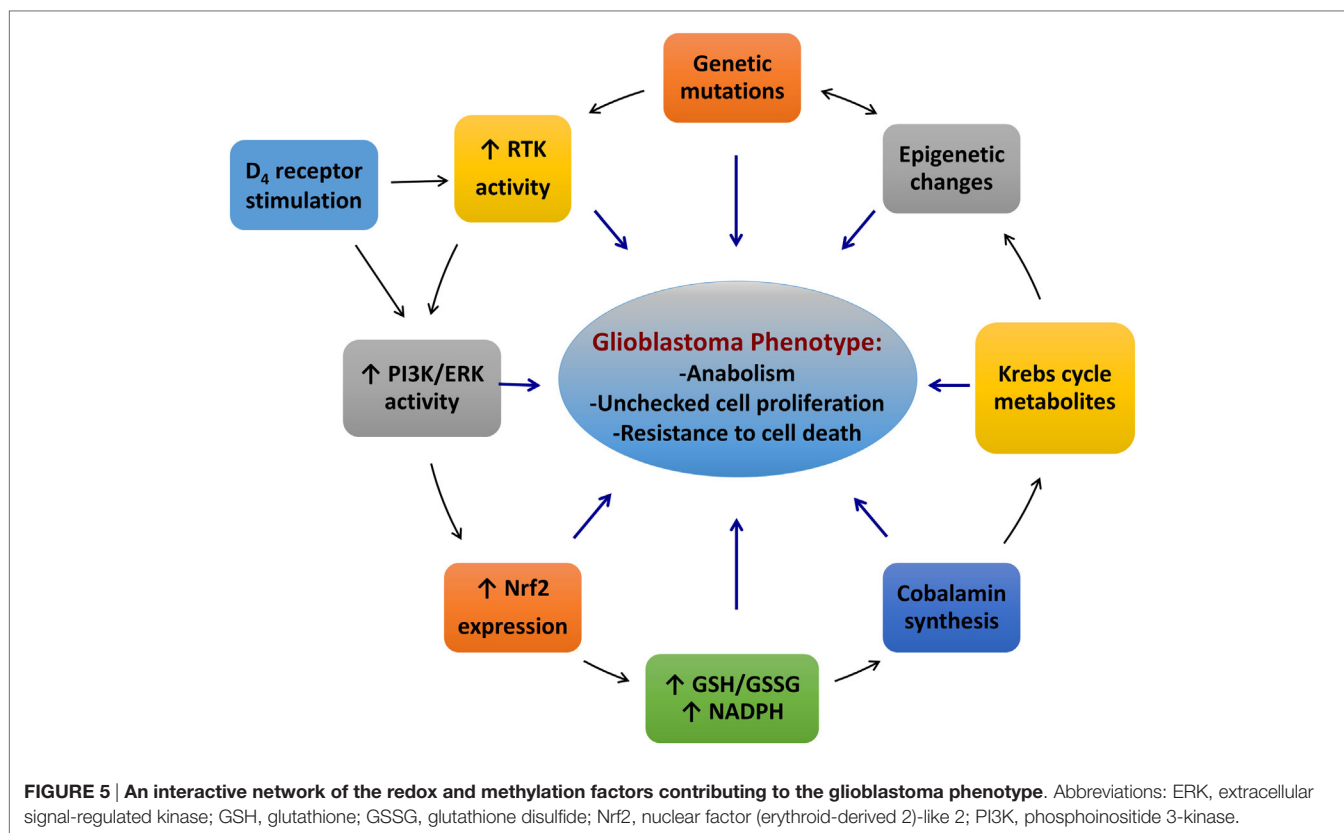 Genetic
mutations
↑ RTK
activity
Epigenetic
changes
D₄ receptor
stimulation
Glioblastoma Phenotype:
-Anabolism
-Unchecked cell proliferation
-Resistance to cell death
↑ PI3K/ERK
activity
Krebs cycle
metabolites
↑ Nrf2
expression
Cobalamin
synthesis
↑ GSH/GSSG
↑ NADPH
FIGURE 5 | An interactive network of the redox and methylation factors contributing to the glioblastoma phenotype. Abbreviations: ERK, extracellular
signal-regulated kinase; GSH, glutathione; GSSG, glutathione disulfide; Nrf2, nuclear factor (erythroid-derived 2)-like 2; PI3K, phosphoinositide 3-kinase.